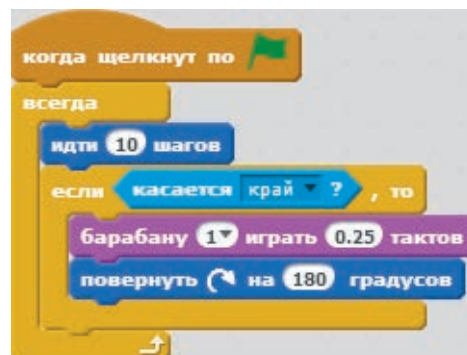 когда щелкнут по
всегда
идти 10 шагов
если касается край ? , то
барабану 1 играть 0.25 тактов
повернуть на 180 градусов